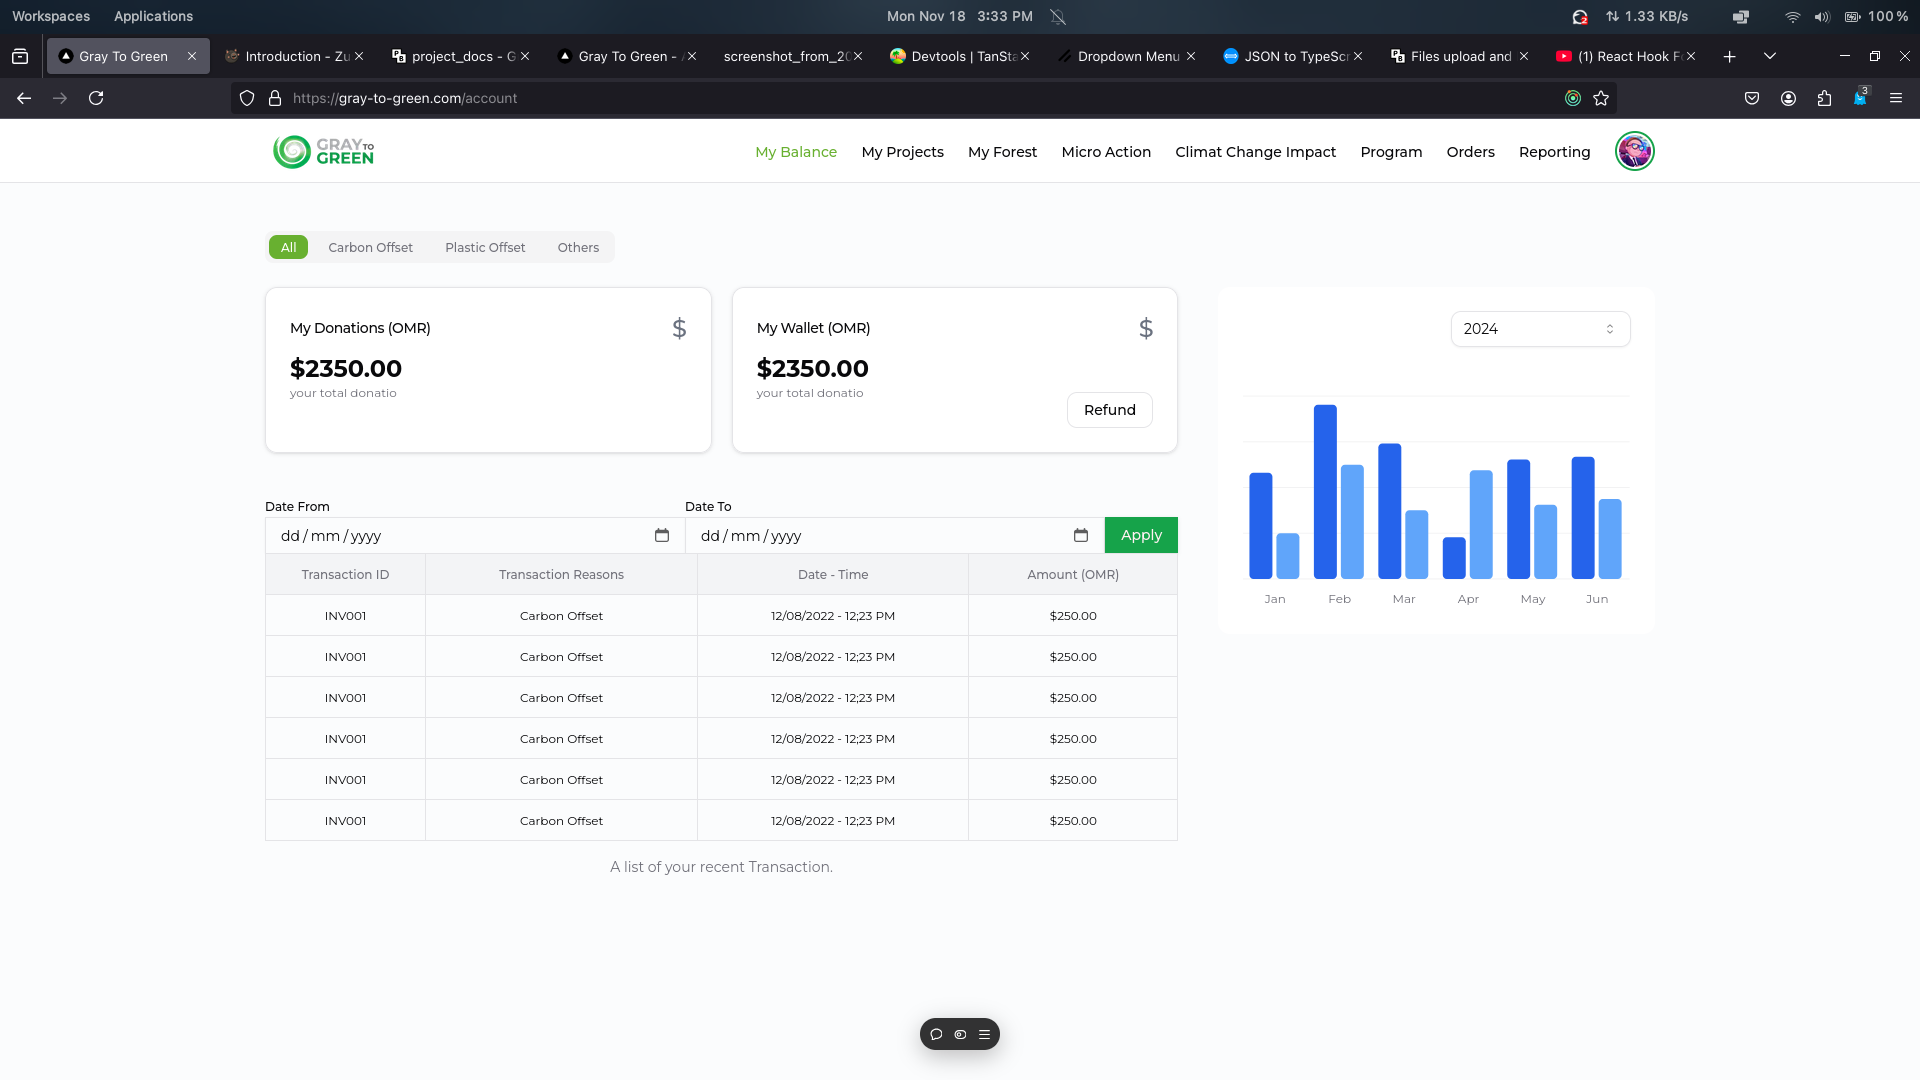 Workspaces Applications Mon Nov 18 3:33 PM 2 1.33 KB/s 100 %
Gray To Green Introduction - Zu project_docs - G Gray To Green - screenshot_from_20 Devtools | TanSta Dropdown Menu JSON to TypeScr Files upload and (1) React Hook Fo
https://gray-to-green.com/account 3
GRAY TO
GREEN
My Balance My Projects My Forest Micro Action Climat Change Impact Program Orders Reporting
All Carbon Offset Plastic Offset Others
My Donations (OMR) $ My Wallet (OMR) $ 2024
$2350.00 $2350.00
your total donatio your total donatio
Refund
Date From Date To
dd/mm/yyyy dd/mm/yyyy Apply
Transaction ID Transaction Reasons Date - Time Amount (OMR)
INV001 Carbon Offset 12/08/2022 - 12;23 PM $250.00
INV001 Carbon Offset 12/08/2022 - 12;23 PM $250.00
INV001 Carbon Offset 12/08/2022 - 12;23 PM $250.00
INV001 Carbon Offset 12/08/2022 - 12;23 PM $250.00
INV001 Carbon Offset 12/08/2022 - 12;23 PM $250.00
INV001 Carbon Offset 12/08/2022 - 12;23 PM $250.00
A list of your recent Transaction.
Jan Feb Mar Apr May Jun